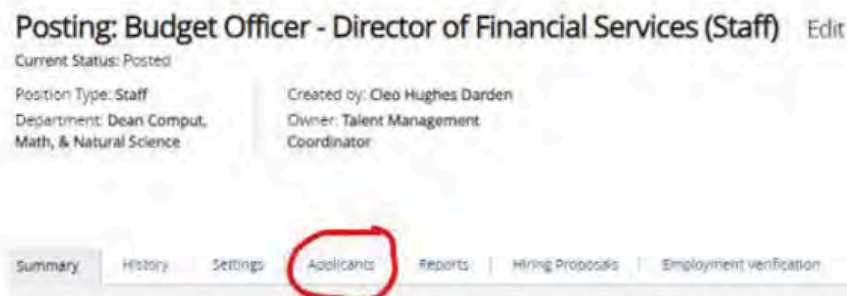 Posting: Budget Officer - Director of Financial Services (Staff) Edit
Current Status: Posted
Position Type: Staff
Department: Dean Comput, Math, & Natural Science
Created by: Cleo Hughes Darden
Owner: Talent Management Coordinator
Summary History Settings Applicants Reports | Hiring Proposals | Employment Verification